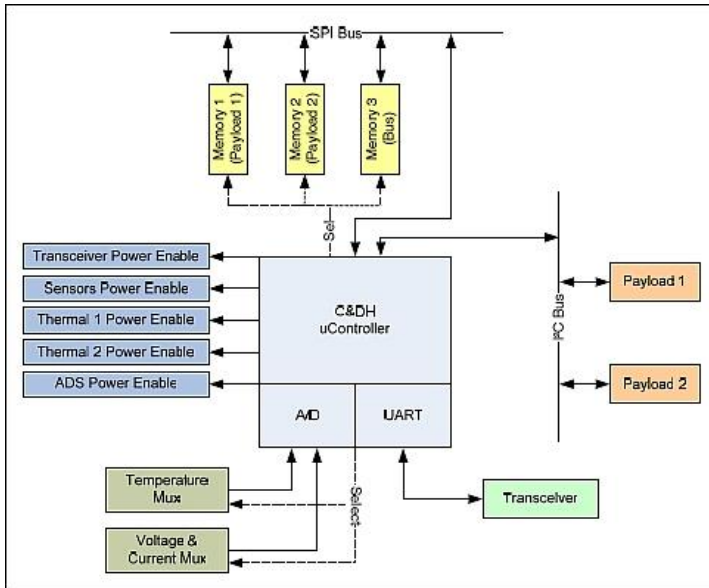 SPI Bus
Memory 1
(Payload 1)
Memory 2
(Payload 2)
Memory 3
(Bus)
Sel
Transceiver Power Enable
Sensors Power Enable
Thermal 1 Power Enable
Thermal 2 Power Enable
ADS Power Enable
C&DH
uController
A/D
UART
I²C Bus
Payload 1
Payload 2
Temperature
Mux
Voltage &
Current Mux
Select
Transceiver